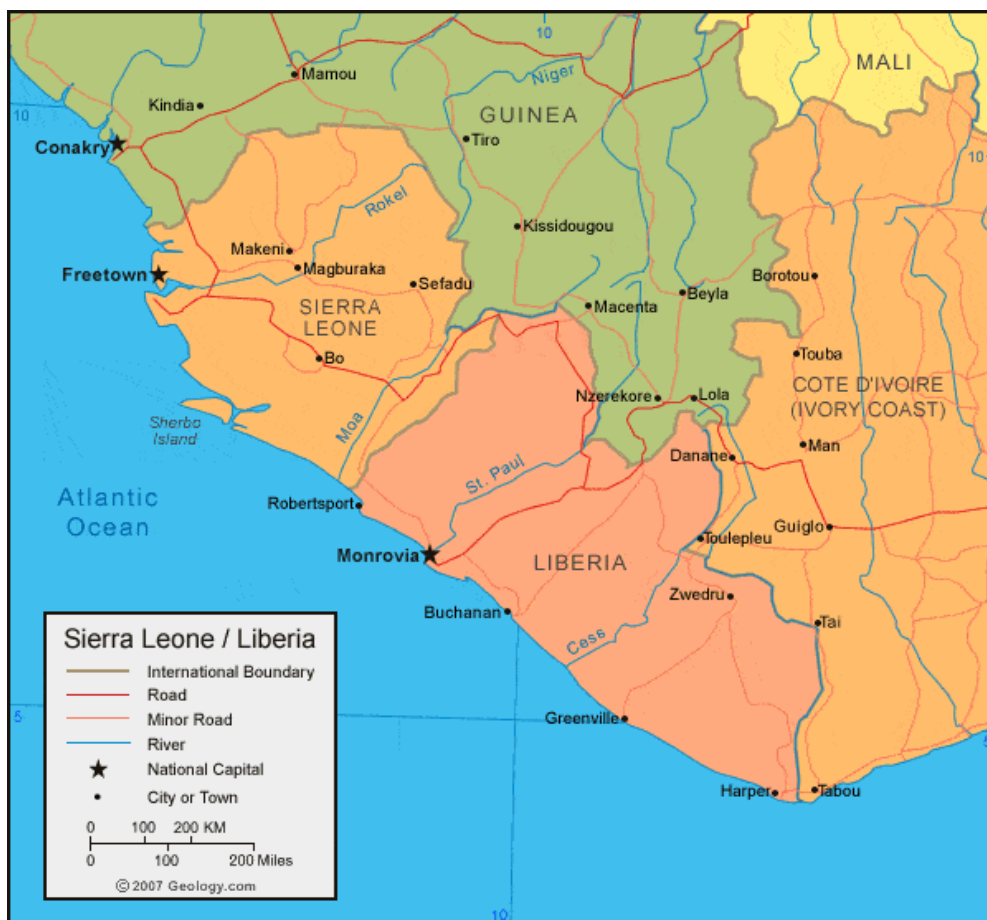 10
MALI
Mamou
Niger
Kindia
10
GUINEA
Conakry
Tiro
10
Rokel
Kissidougou
Makeni
Magburaka
Freetown
Sefadu
Borotou
Beyla
SIERRA
LEONE
Macenta
Bo
Touba
COTE D'IVOIRE
(IVORY COAST)
Nzerekore
Lola
Sherbo
Island
Moa
Man
Danane
St. Paul
Atlantic
Ocean
Robertsport
Guiglo
Toulepleu
Monrovia
LIBERIA
Zwedru
Buchanan
Tai
Cess
Sierra Leone / Liberia
International Boundary
Road
5
Minor Road
Greenville
River
5
National Capital
Harper
Tabou
City or Town
0 100 200 KM
0 100 200 Miles
© 2007 Geology.com
10